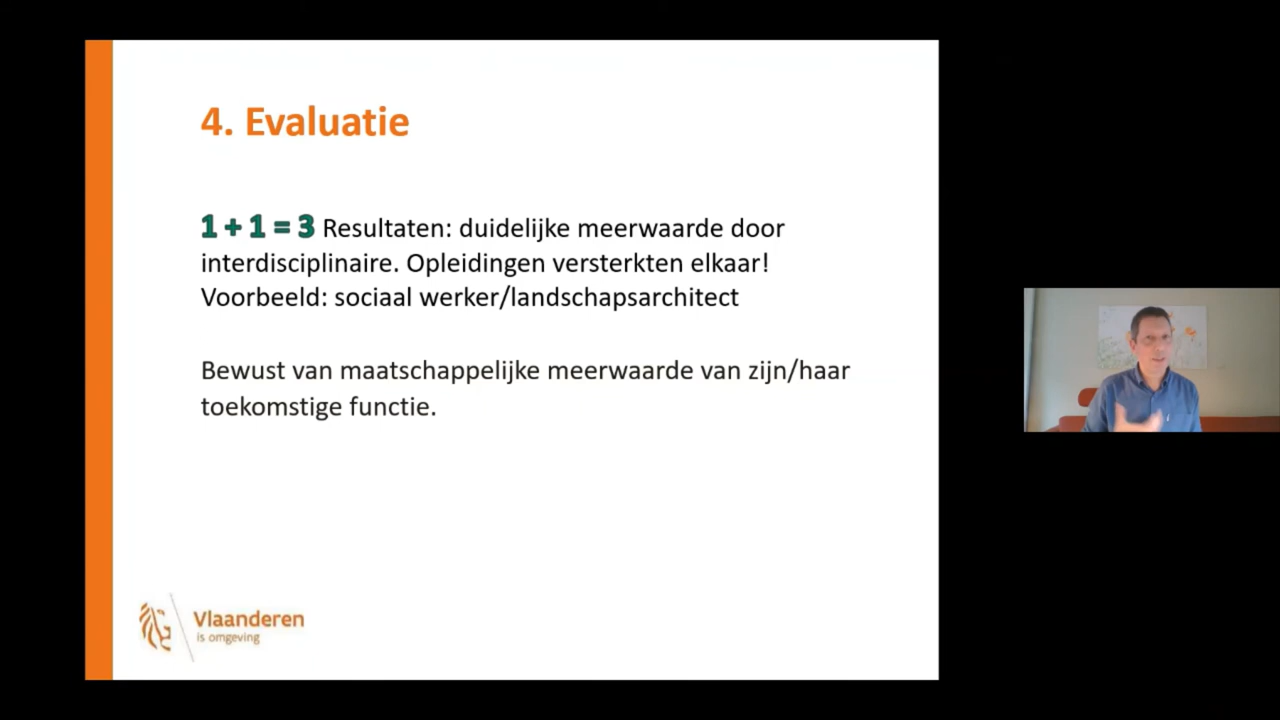 4. Evaluatie
1 + 1 = 3 Resultaten: duidelijke meerwaarde door
interdisciplinaire. Opleidingen versterkten elkaar!
Voorbeeld: sociaal werker/landschapsarchitect
Bewust van maatschappelijke meerwaarde van zijn/haar
toekomstige functie.
Vlaanderen
is omgeving